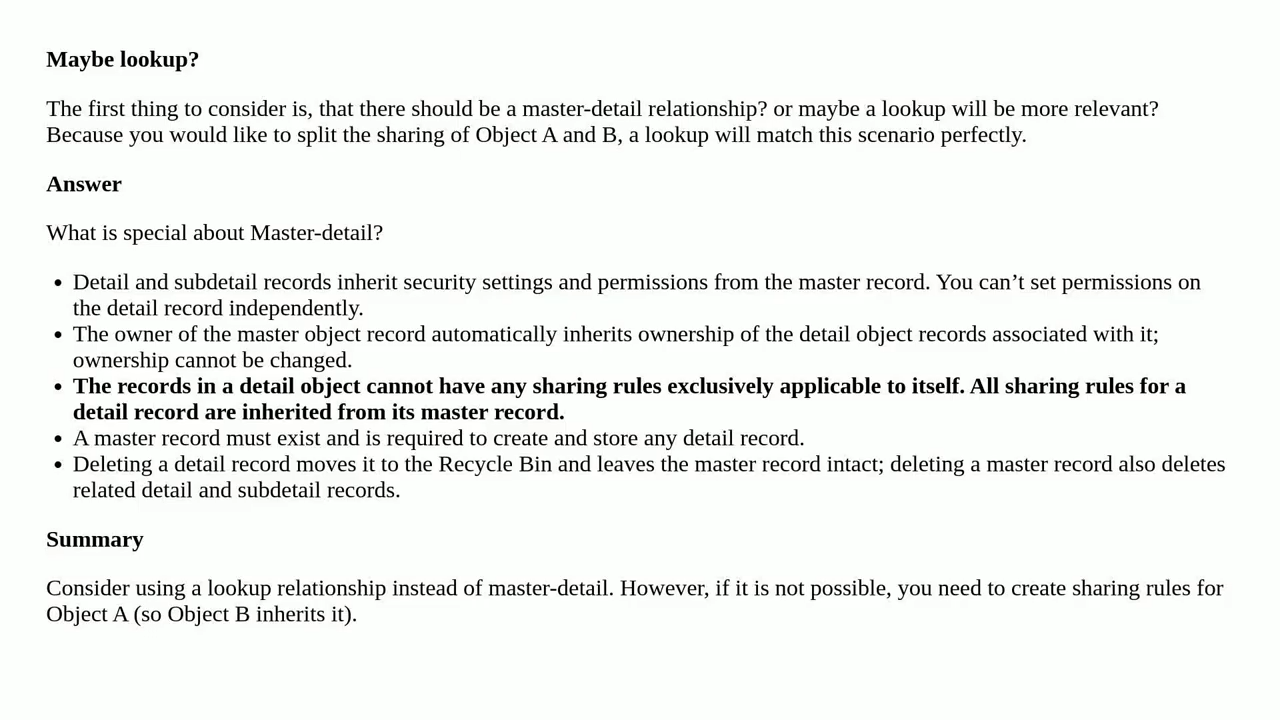 Maybe lookup?
The first thing to consider is, that there should be a master-detail relationship? or maybe a lookup will be more relevant?
Because you would like to split the sharing of Object A and B, a lookup will match this scenario perfectly.
Answer
What is special about Master-detail?
• Detail and subdetail records inherit security settings and permissions from the master record. You can’t set permissions on
the detail record independently.
• The owner of the master object record automatically inherits ownership of the detail object records associated with it;
ownership cannot be changed.
• The records in a detail object cannot have any sharing rules exclusively applicable to itself. All sharing rules for a
detail record are inherited from its master record.
• A master record must exist and is required to create and store any detail record.
• Deleting a detail record moves it to the Recycle Bin and leaves the master record intact; deleting a master record also deletes
related detail and subdetail records.
Summary
Consider using a lookup relationship instead of master-detail. However, if it is not possible, you need to create sharing rules for
Object A (so Object B inherits it).